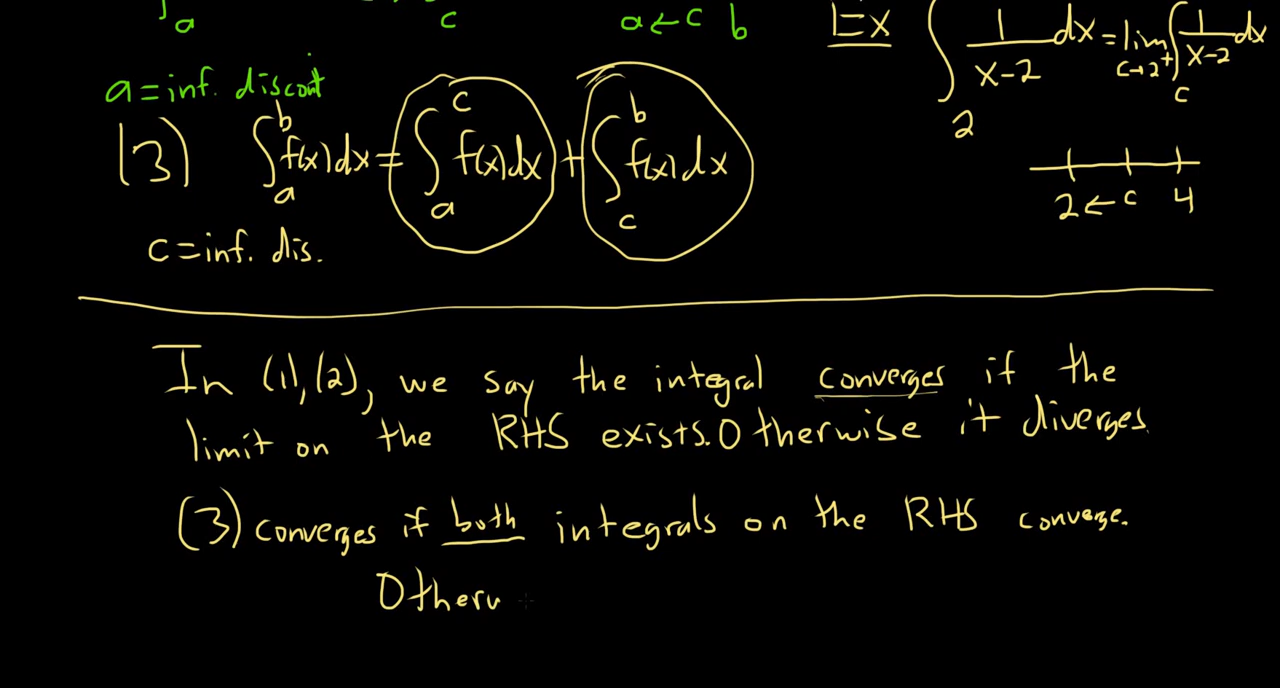 ∫a c a ← c b
a = inf. discont
(3) ∫_a^b f(x)dx = ∫_a^c f(x)dx + ∫_c^b f(x)dx
c = inf. dis.
Ex ∫_2 1/(x-2) dx = lim_{c→2⁺} ∫_c 1/(x-2) dx
2 ← c 4
In (1), (2), we say the integral converges if the
limit on the RHS exists. Otherwise it diverges.
(3) converges if both integrals on the RHS converge.
Otherw